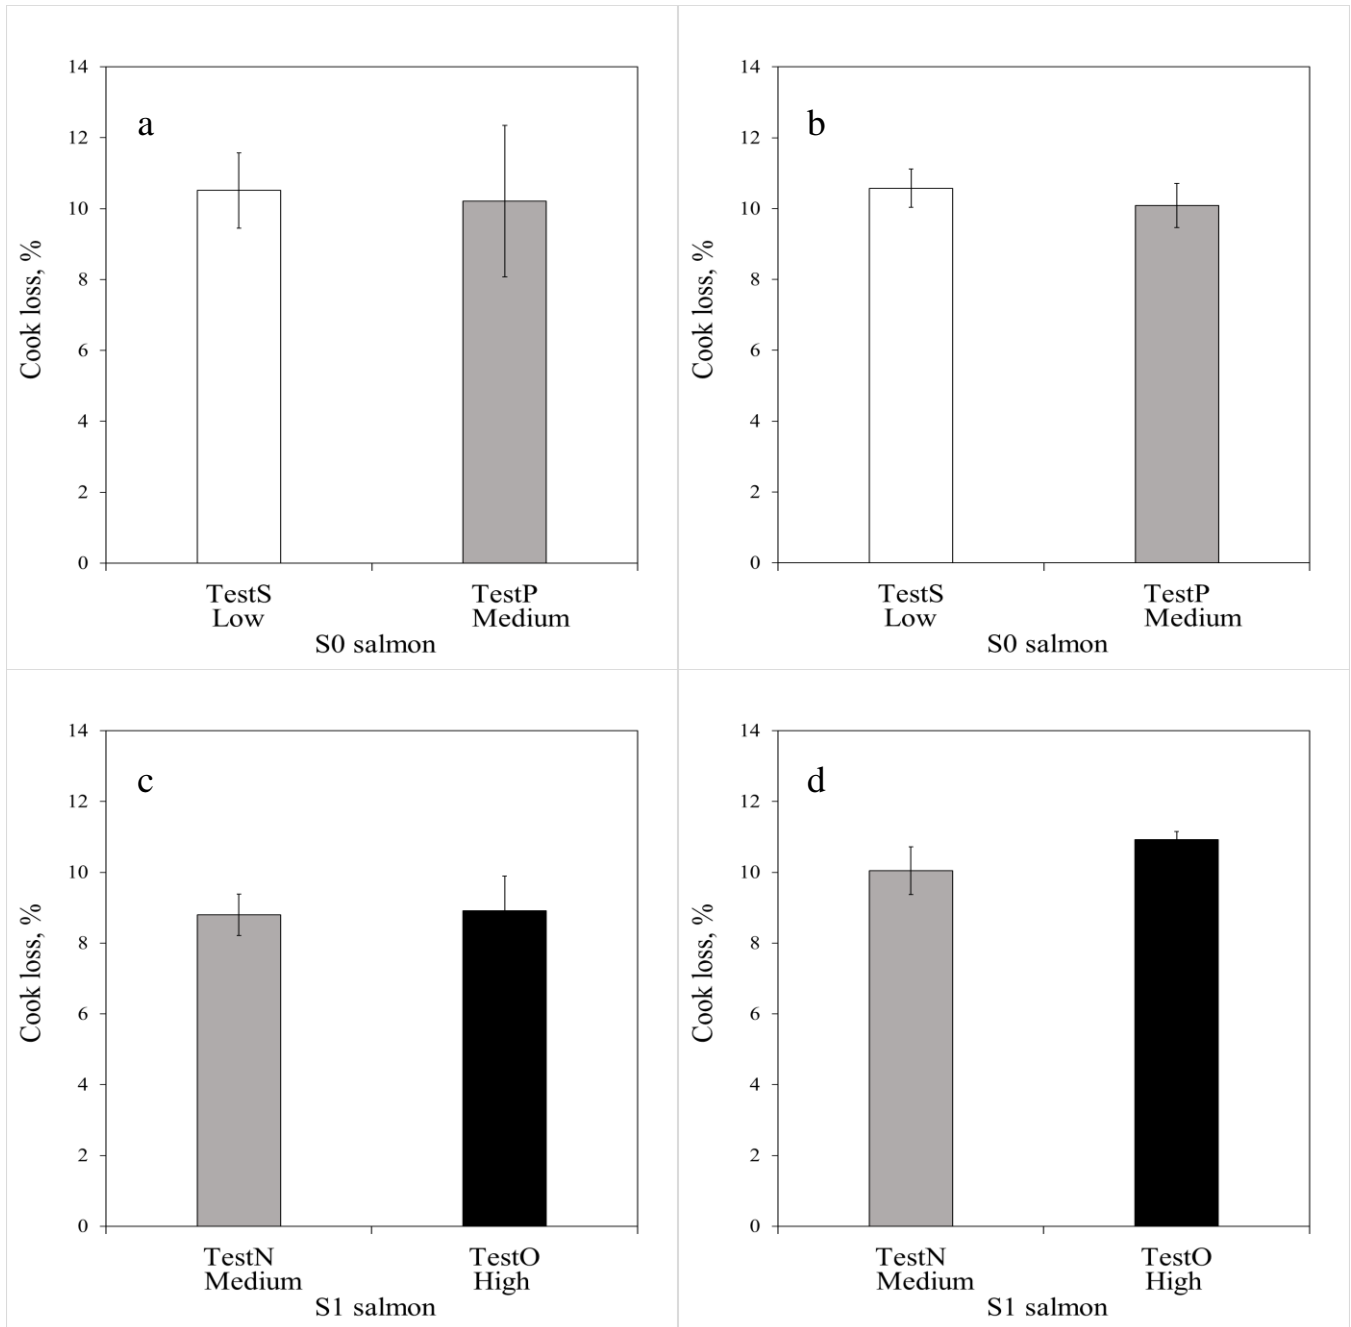 14
12
10
8
6
4
2
0
Cook loss, %
a
TestS
Low
TestP
Medium
S0 salmon
14
12
10
8
6
4
2
0
Cook loss, %
b
TestS
Low
TestP
Medium
S0 salmon
14
12
10
8
6
4
2
0
Cook loss, %
c
TestN
Medium
TestO
High
S1 salmon
14
12
10
8
6
4
2
0
Cook loss, %
d
TestN
Medium
TestO
High
S1 salmon